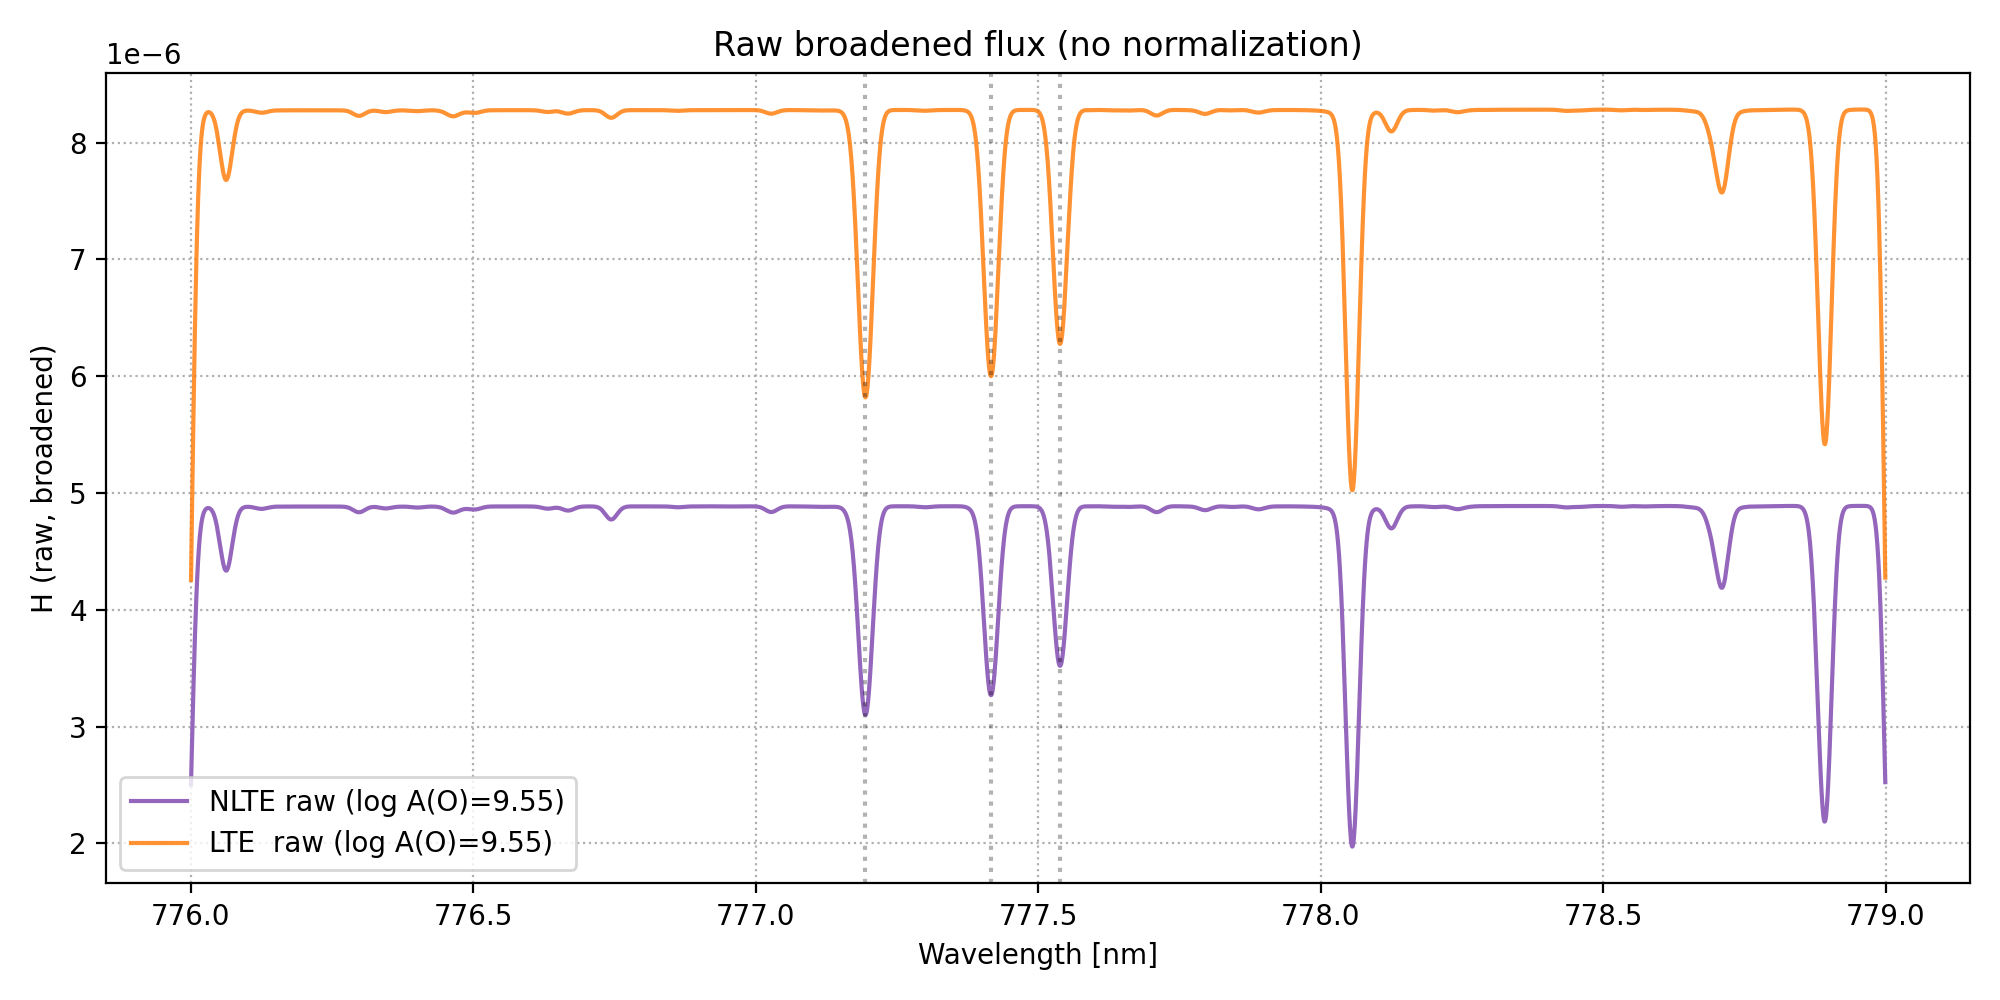 Raw broadened flux (no normalization)
1e−6
8
7
6
5
4
3
2
H (raw, broadened)
NLTE raw (log A(O)=9.55)
LTE  raw (log A(O)=9.55)
776.0 776.5 777.0 777.5 778.0 778.5 779.0
Wavelength [nm]